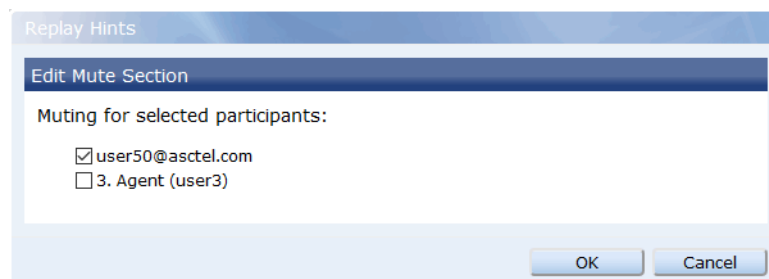 Replay Hints
Edit Mute Section
Muting for selected participants:
user50@asctel.com
3. Agent (user3)
OK Cancel